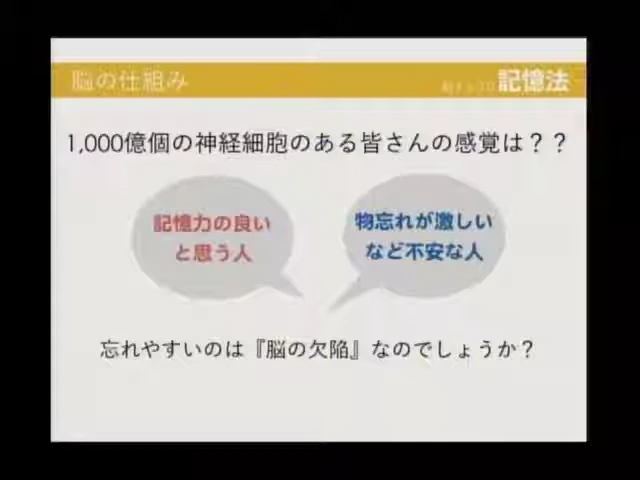 脳の仕組み
記憶法
1,000億個の神経細胞のある皆さんの感覚は？？
記憶力の良い
と思う人
物忘れが激しい
など不安な人
忘れやすいのは『脳の欠陥』なのでしょうか？